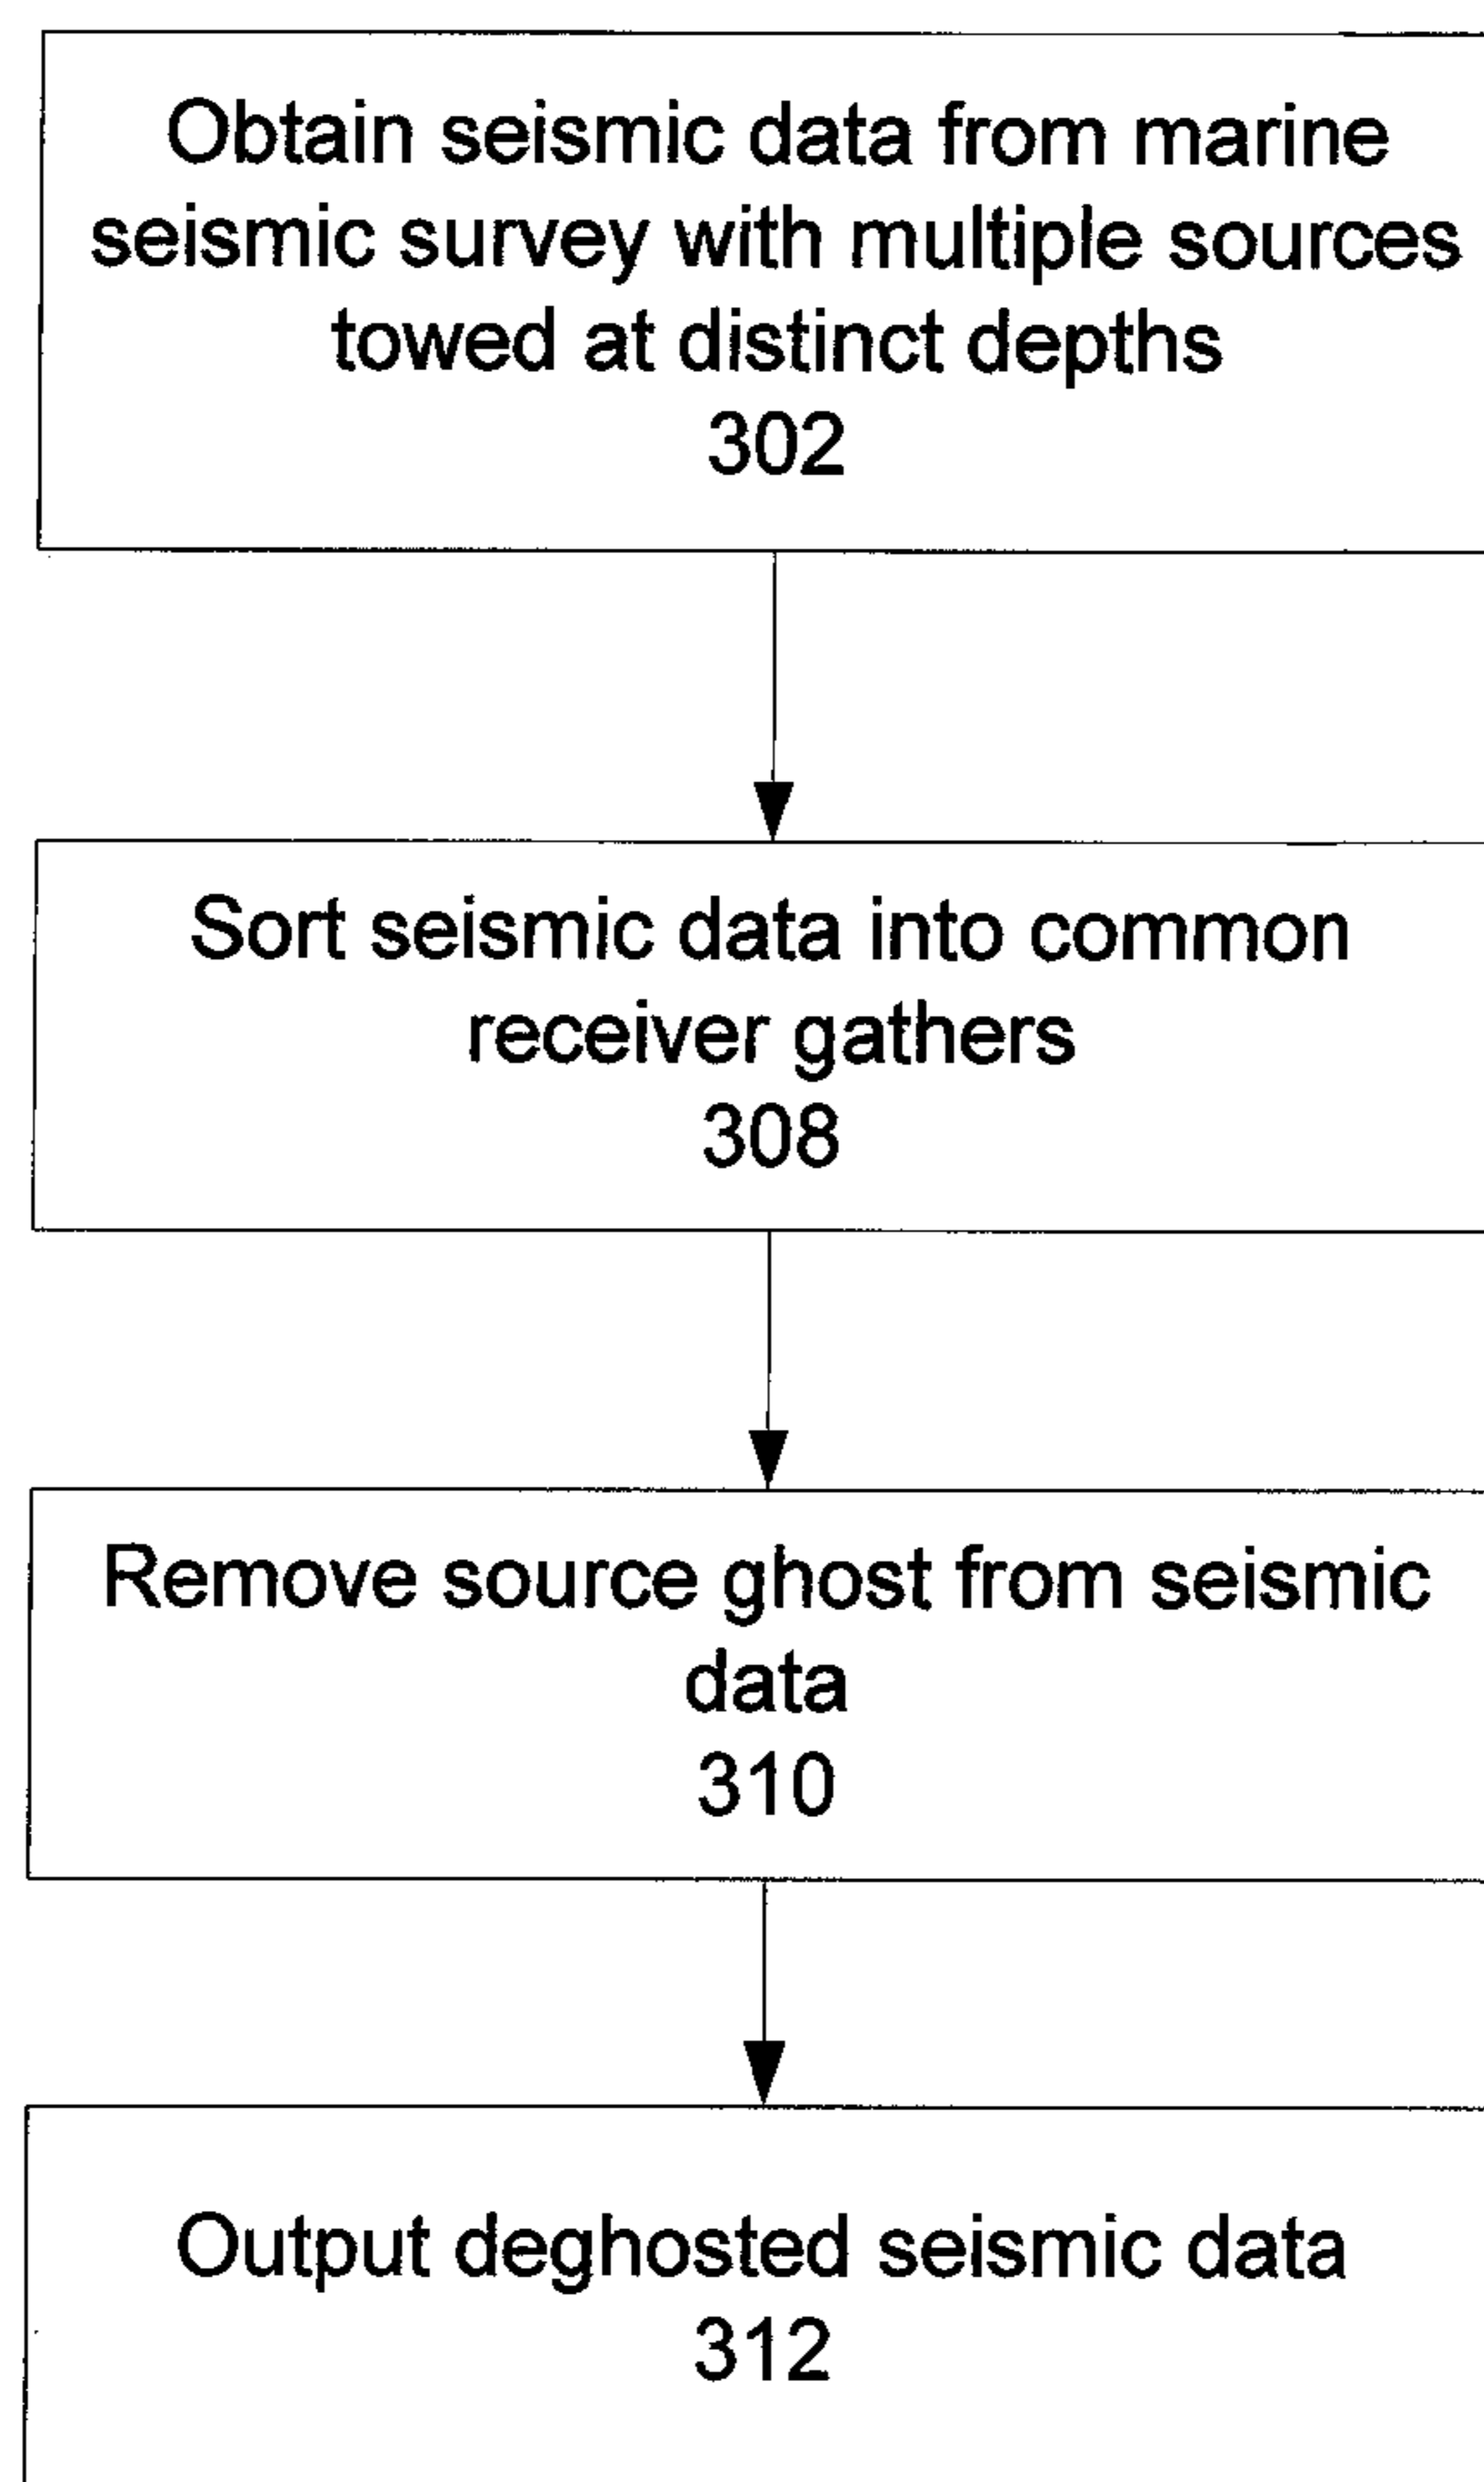 Obtain seismic data from marine
seismic survey with multiple sources
towed at distinct depths
302
Sort seismic data into common
receiver gathers
308
Remove source ghost from seismic
data
310
Output deghosted seismic data
312